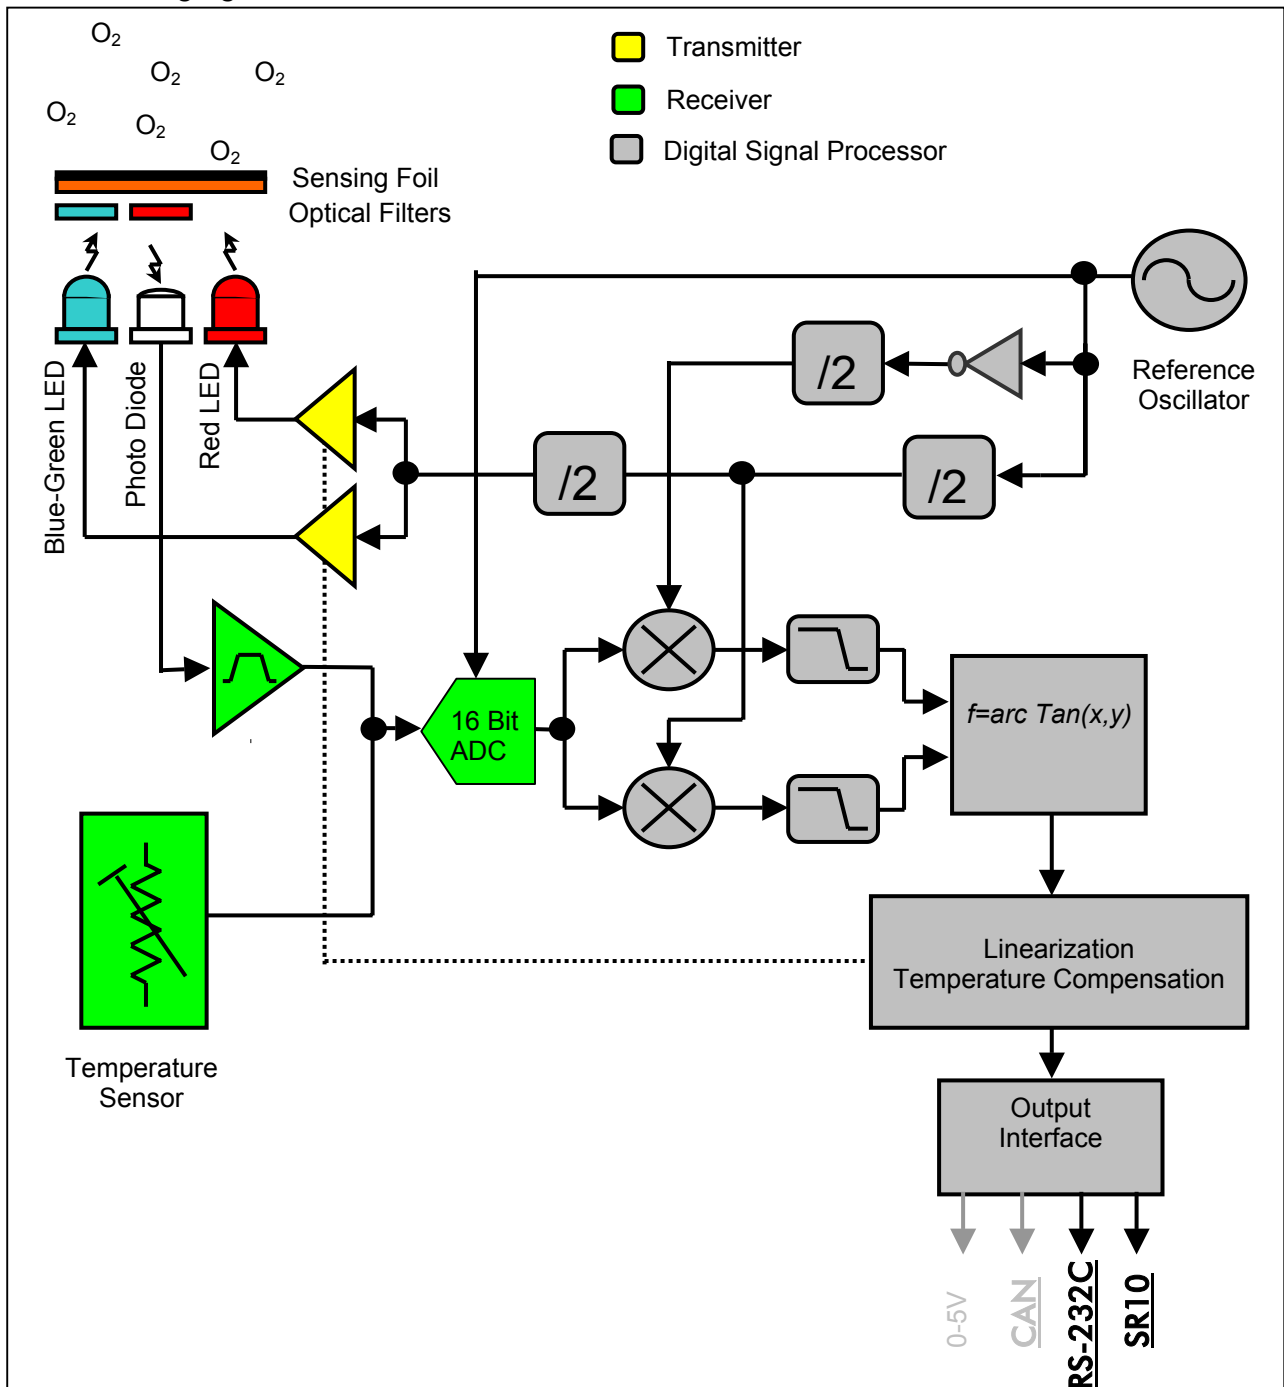 O2
O2
O2
O2
O2
O2
Transmitter
Receiver
Digital Signal Processor
Sensing Foil
Optical Filters
Blue-Green LED
Photo Diode
Red LED
/2
/2
/2
Reference
Oscillator
16 Bit
ADC
f=arc Tan(x,y)
Linearization
Temperature Compensation
Temperature
Sensor
Output
Interface
0-5V
CAN
RS-232C
SR10